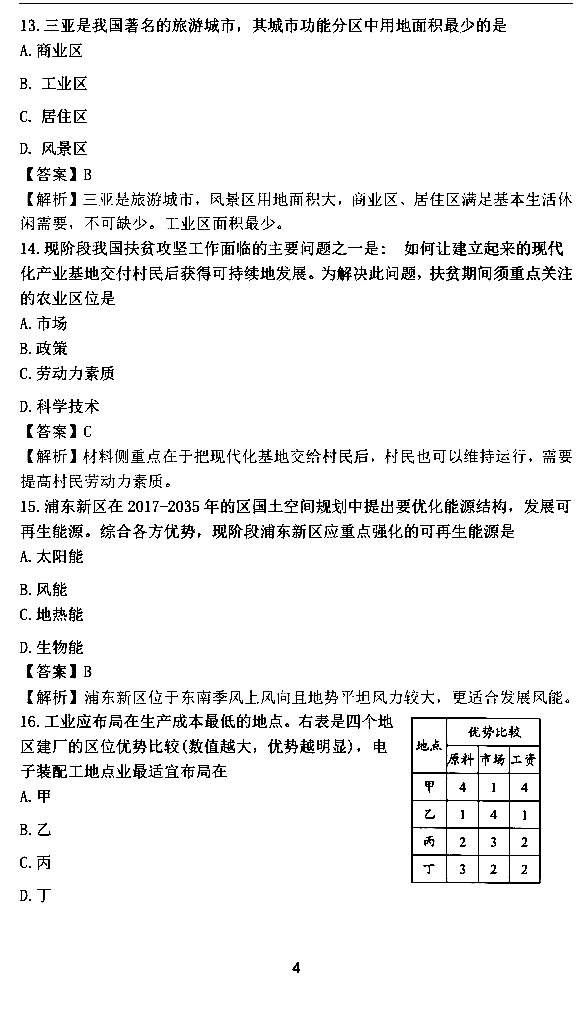 13.三亚是我国著名的旅游城市，其城市功能分区中用地面积最少的是
A.商业区
B. 工业区
C. 居住区
D. 风景区
【答案】B
【解析】三亚是旅游城市，风景区用地面积大，商业区、居住区满足基本生活休
闲需要，不可缺少。工业区面积最少。
14.现阶段我国扶贫攻坚工作面临的主要问题之一是： 如何让建立起来的现代
化产业基地交付村民后获得可持续地发展。为解决此问题，扶贫期间须重点关注
的农业区位是
A.市场
B.政策
C.劳动力素质
D.科学技术
【答案】C
【解析】材料侧重点在于把现代化基地交给村民后，村民也可以维持运行，需要
提高村民劳动力素质。
15.浦东新区在2017-2035年的区国土空间规划中提出要优化能源结构，发展可
再生能源。综合各方优势，现阶段浦东新区应重点强化的可再生能源是
A.太阳能
B.风能
C.地热能
D.生物能
【答案】B
【解析】浦东新区位于东南季风上风向且地势平坦风力较大，更适合发展风能。
16.工业应布局在生产成本最低的地点。右表是四个地
区建厂的区位优势比较(数值越大，优势越明显)，电
子装配工地点业最适宜布局在
A.甲
B.乙
C.丙
D.丁
地点 优势比较
原料 市场 工资
甲 4 1 4
乙 1 4 1
丙 2 3 2
丁 3 2 2
4